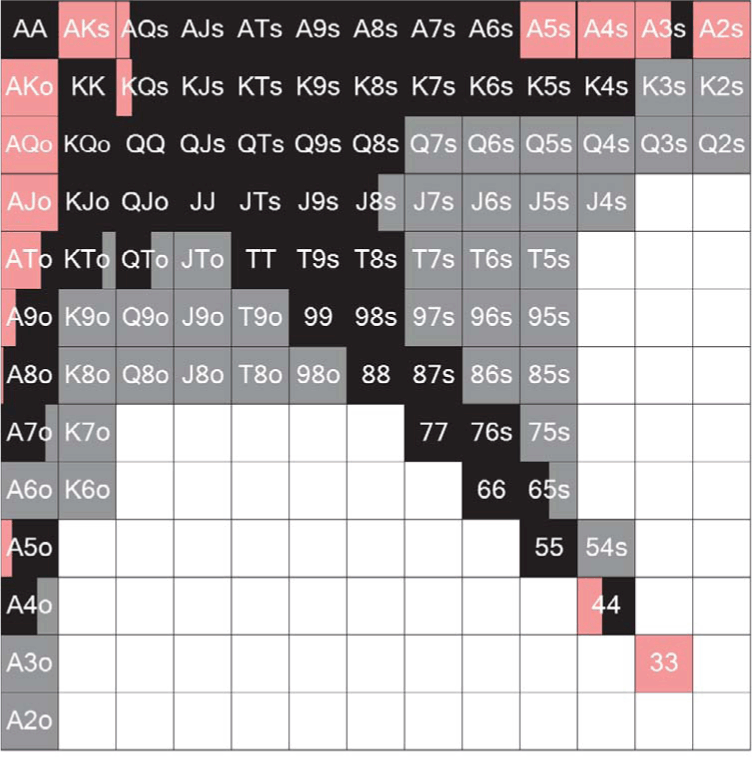 AA AKs AQs AJs ATs A9s A8s A7s A6s A5s A4s A3s A2s
AKo KK KQs KJs KTs K9s K8s K7s K6s K5s K4s K3s K2s
AQo KQo QQ QJs QTs Q9s Q8s Q7s Q6s Q5s Q4s Q3s Q2s
AJo KJo QJo JJ JTs J9s J8s J7s J6s J5s J4s
ATo KTo QTo JTo TT T9s T8s T7s T6s T5s
A9o K9o Q9o J9o T9o 99 98s 97s 96s 95s
A8o K8o Q8o J8o T8o 98o 88 87s 86s 85s
A7o K7o 77 76s 75s
A6o K6o 66 65s
A5o 55 54s
A4o 44
A3o 33
A2o